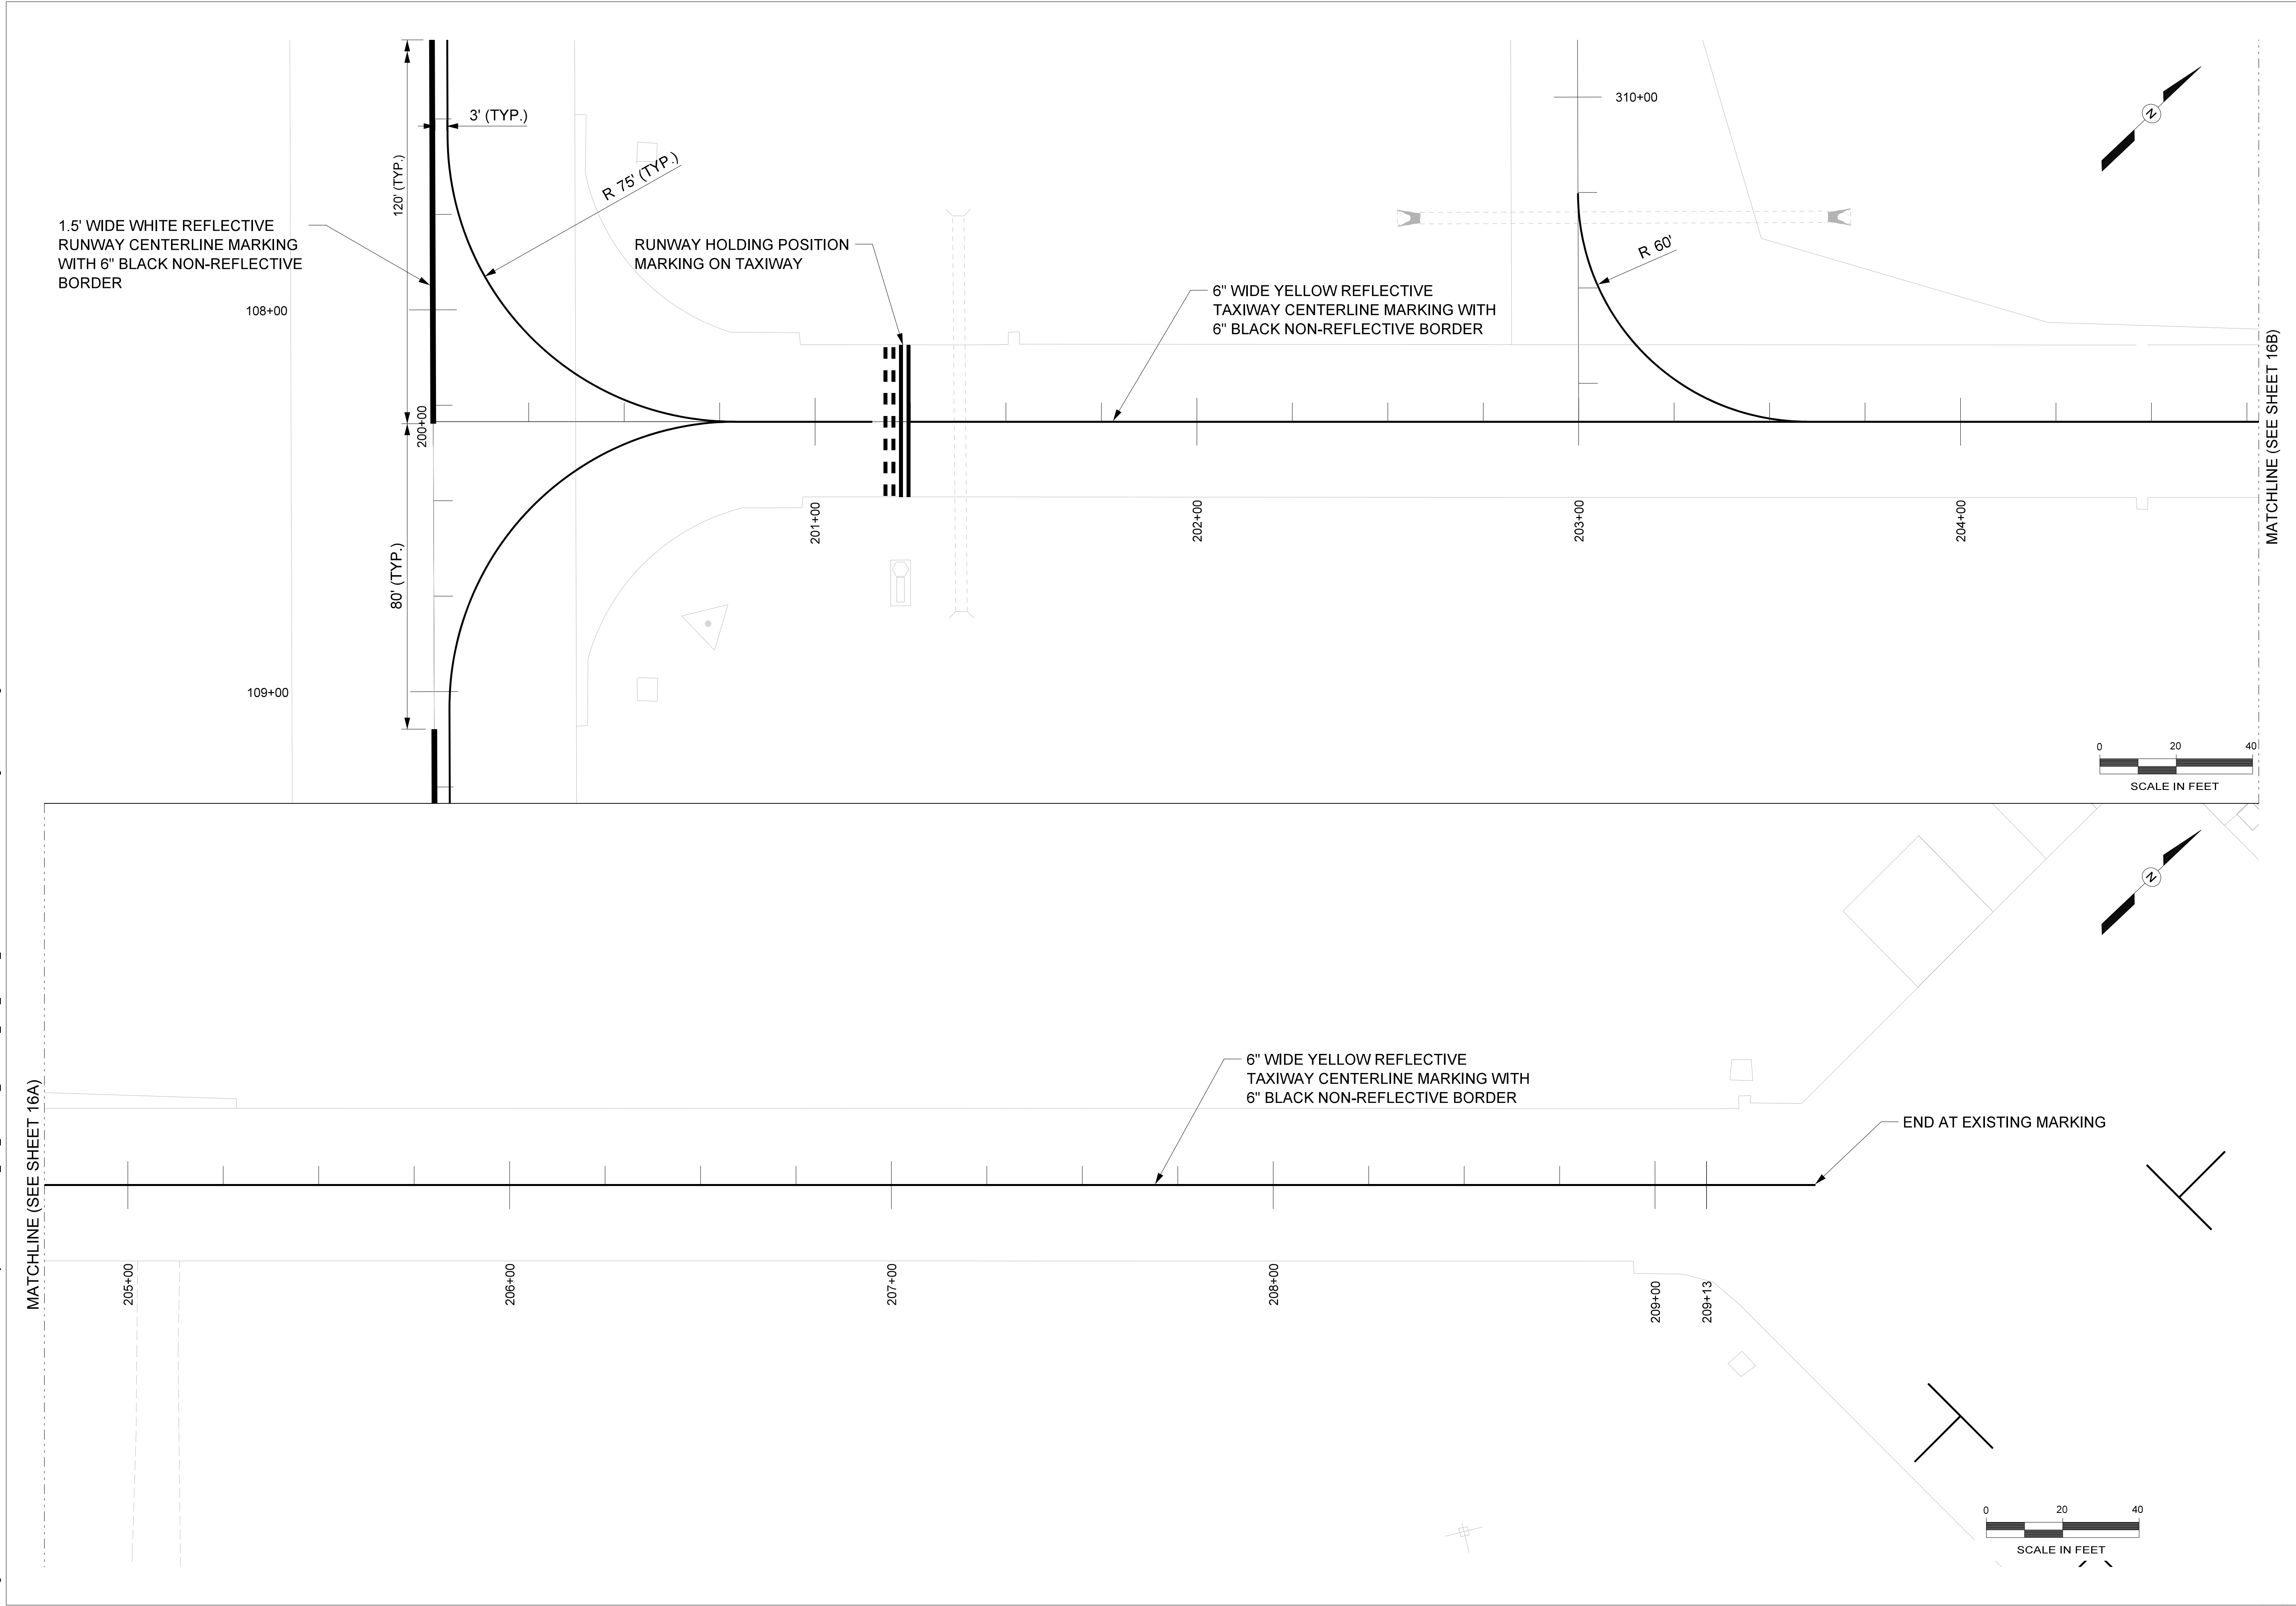 3' (TYP.)
120' (TYP.)
R 75' (TYP.)
1.5' WIDE WHITE REFLECTIVE
RUNWAY CENTERLINE MARKING
WITH 6" BLACK NON-REFLECTIVE
BORDER
108+00
RUNWAY HOLDING POSITION
MARKING ON TAXIWAY
6" WIDE YELLOW REFLECTIVE
TAXIWAY CENTERLINE MARKING WITH
6" BLACK NON-REFLECTIVE BORDER
310+00
R 60'
N
200+00
201+00
202+00
203+00
204+00
MATCHLINE (SEE SHEET 16B)
80' (TYP.)
109+00
0 20 40
SCALE IN FEET
N
MATCHLINE (SEE SHEET 16A)
6" WIDE YELLOW REFLECTIVE
TAXIWAY CENTERLINE MARKING WITH
6" BLACK NON-REFLECTIVE BORDER
END AT EXISTING MARKING
205+00
206+00
207+00
208+00
209+00
209+13
0 20 40
SCALE IN FEET